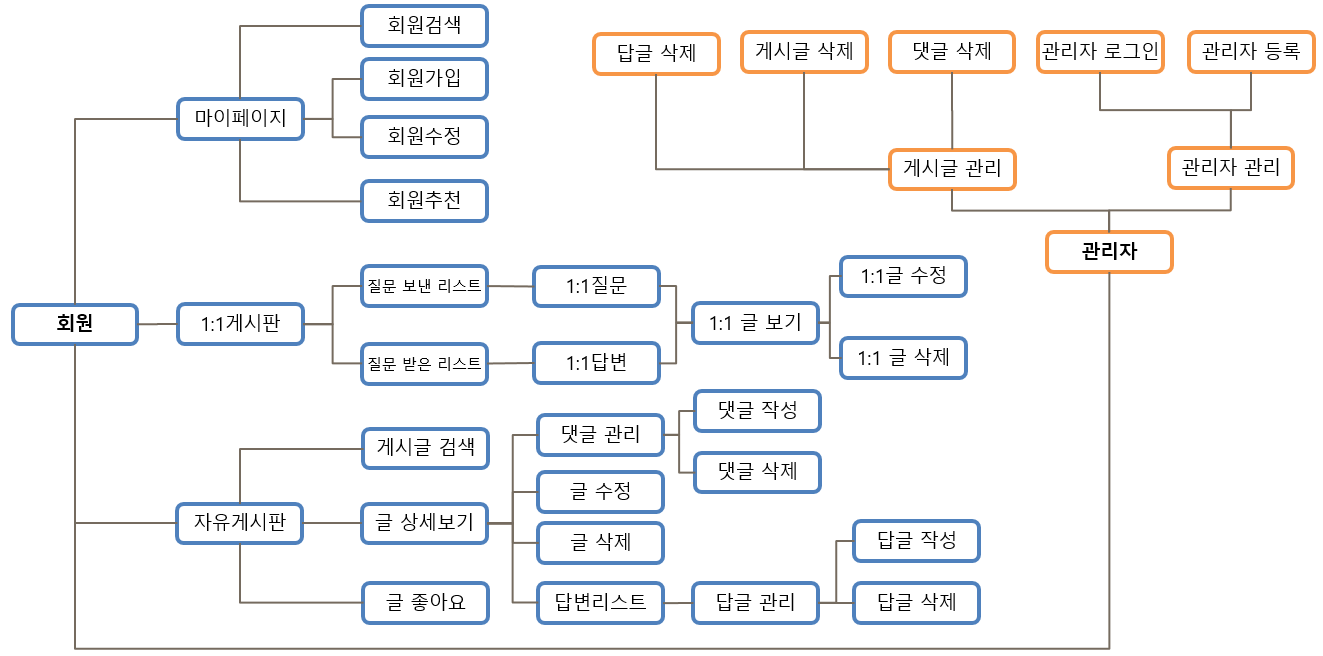 회원검색
회원가입
마이페이지
회원수정
회원추천
답글 삭제
게시글 삭제
댓글 삭제
관리자 로그인
관리자 등록
게시글 관리
관리자 관리
관리자
회원
1:1게시판
질문 보낸 리스트
질문 받은 리스트
1:1질문
1:1답변
1:1 글 보기
1:1글 수정
1:1 글 삭제
자유게시판
게시글 검색
글 상세보기
글 좋아요
댓글 관리
글 수정
글 삭제
답변리스트
댓글 작성
댓글 삭제
답글 관리
답글 작성
답글 삭제